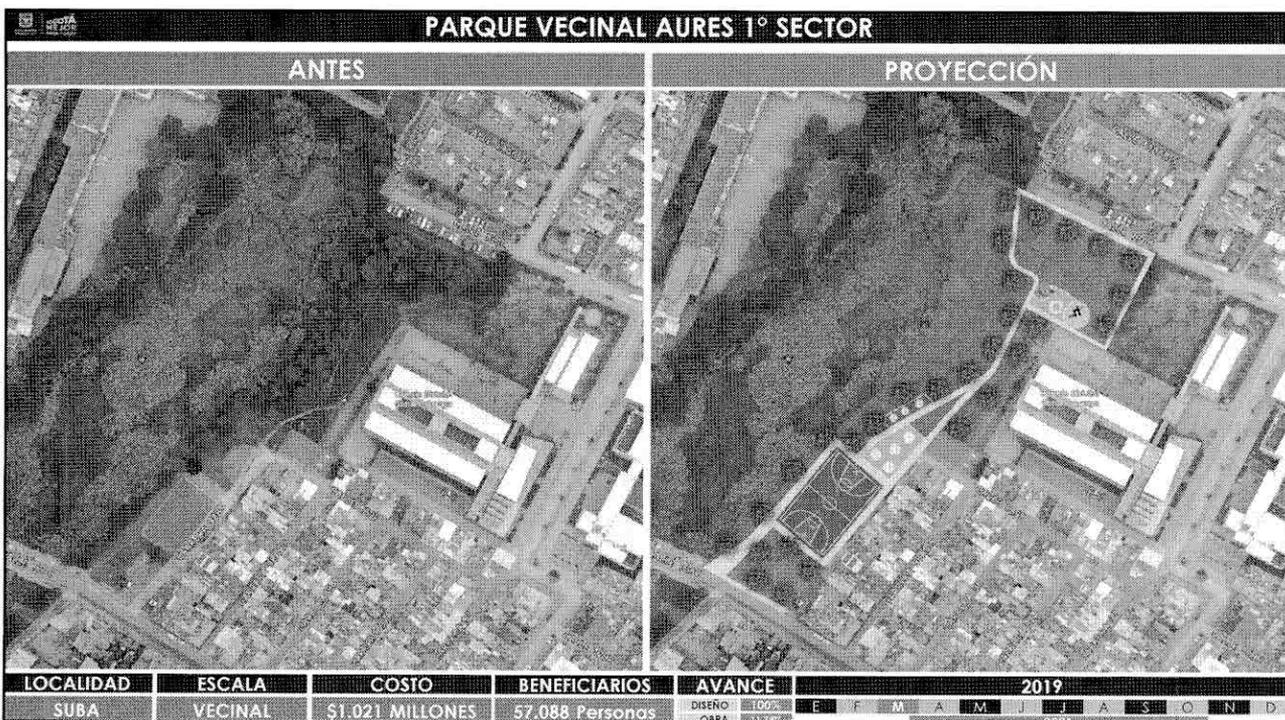 BOGOTÁ
PARQUE VECINAL AURES 1° SECTOR
ANTES
PROYECCIÓN
LOCALIDAD ESCALA COSTO BENEFICIARIOS AVANCE 2019
SUBA VECINAL $1.021 MILLONES 57.088 Personas DISEÑO 100% E F M A M J J A S O N D
OBRA